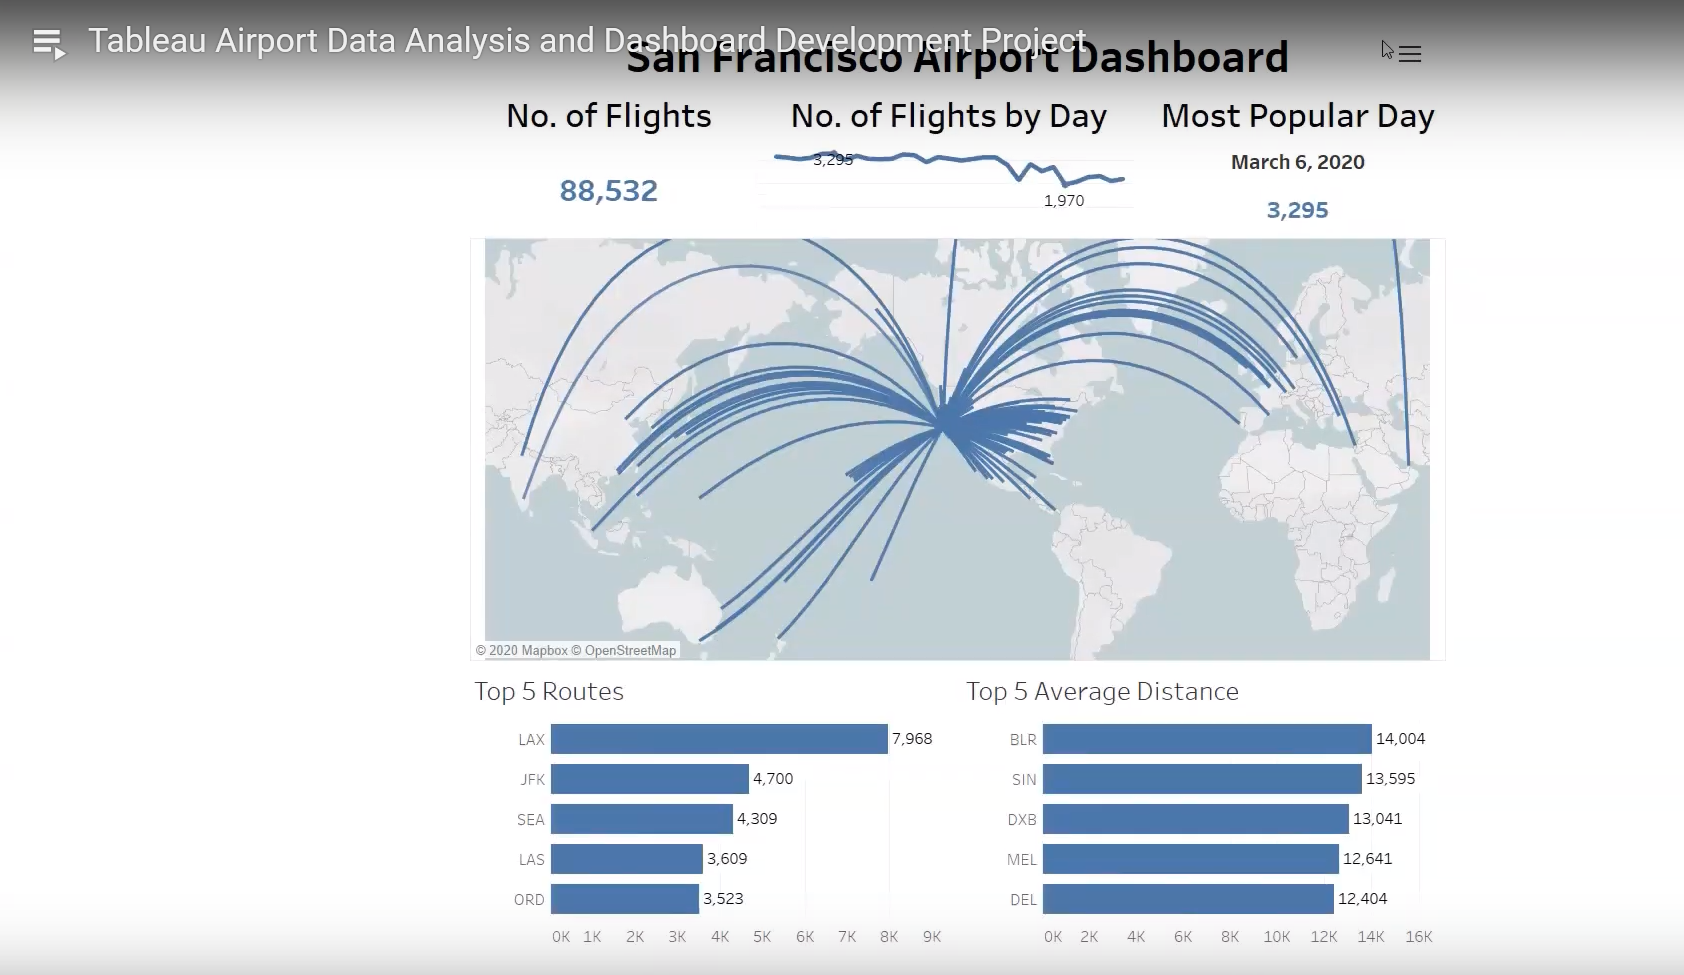 Tableau Airport Data Analysis and Dashboard Development Project
San Francisco Airport Dashboard
No. of Flights
No. of Flights by Day
Most Popular Day
88,532
3,295
1,970
March 6, 2020
3,295
© 2020 Mapbox © OpenStreetMap
Top 5 Routes
LAX 7,968
JFK 4,700
SEA 4,309
LAS 3,609
ORD 3,523
0K 1K 2K 3K 4K 5K 6K 7K 8K 9K
Top 5 Average Distance
BLR 14,004
SIN 13,595
DXB 13,041
MEL 12,641
DEL 12,404
0K 2K 4K 6K 8K 10K 12K 14K 16K